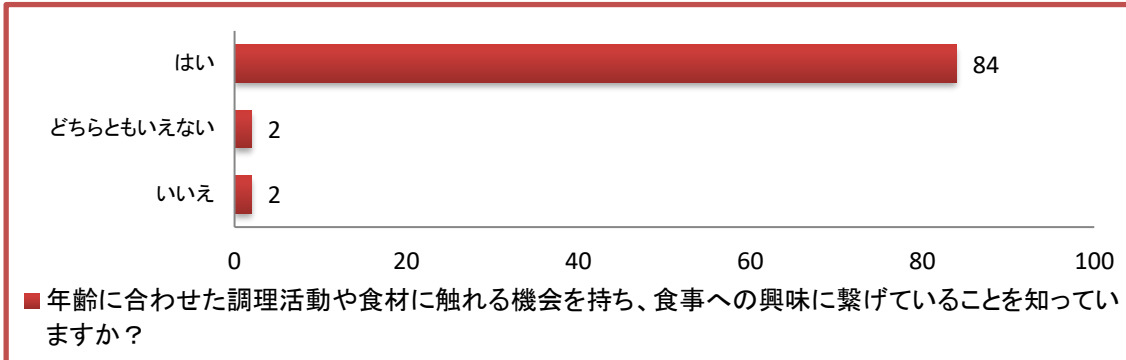 はい
84
どちらともいえない
2
いいえ
2
0 20 40 60 80 100
年齢に合わせた調理活動や食材に触れる機会を持ち、食事への興味に繋げていることを知ってい
ますか？